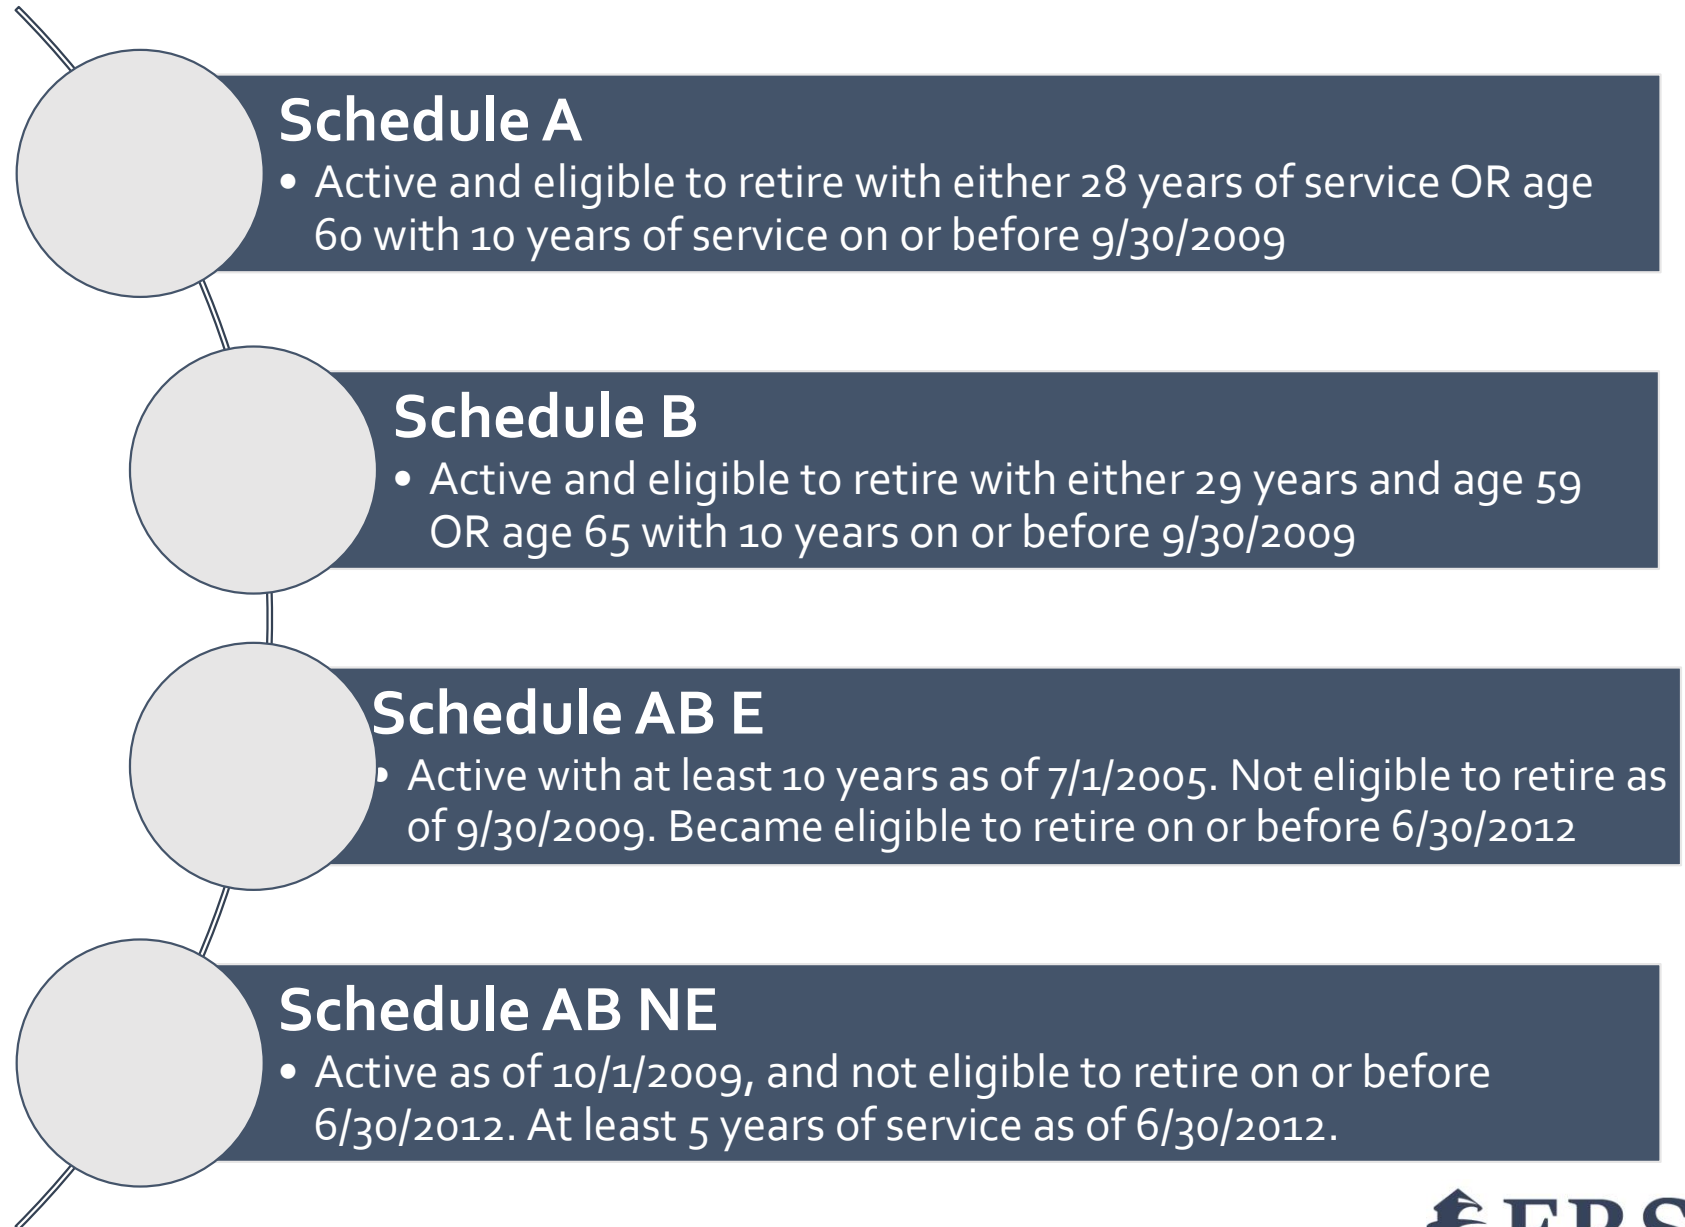 Schedule A
• Active and eligible to retire with either 28 years of service OR age
60 with 10 years of service on or before 9/30/2009
Schedule B
• Active and eligible to retire with either 29 years and age 59
OR age 65 with 10 years on or before 9/30/2009
Schedule AB E
• Active with at least 10 years as of 7/1/2005. Not eligible to retire as
of 9/30/2009. Became eligible to retire on or before 6/30/2012
Schedule AB NE
• Active as of 10/1/2009, and not eligible to retire on or before
6/30/2012. At least 5 years of service as of 6/30/2012.